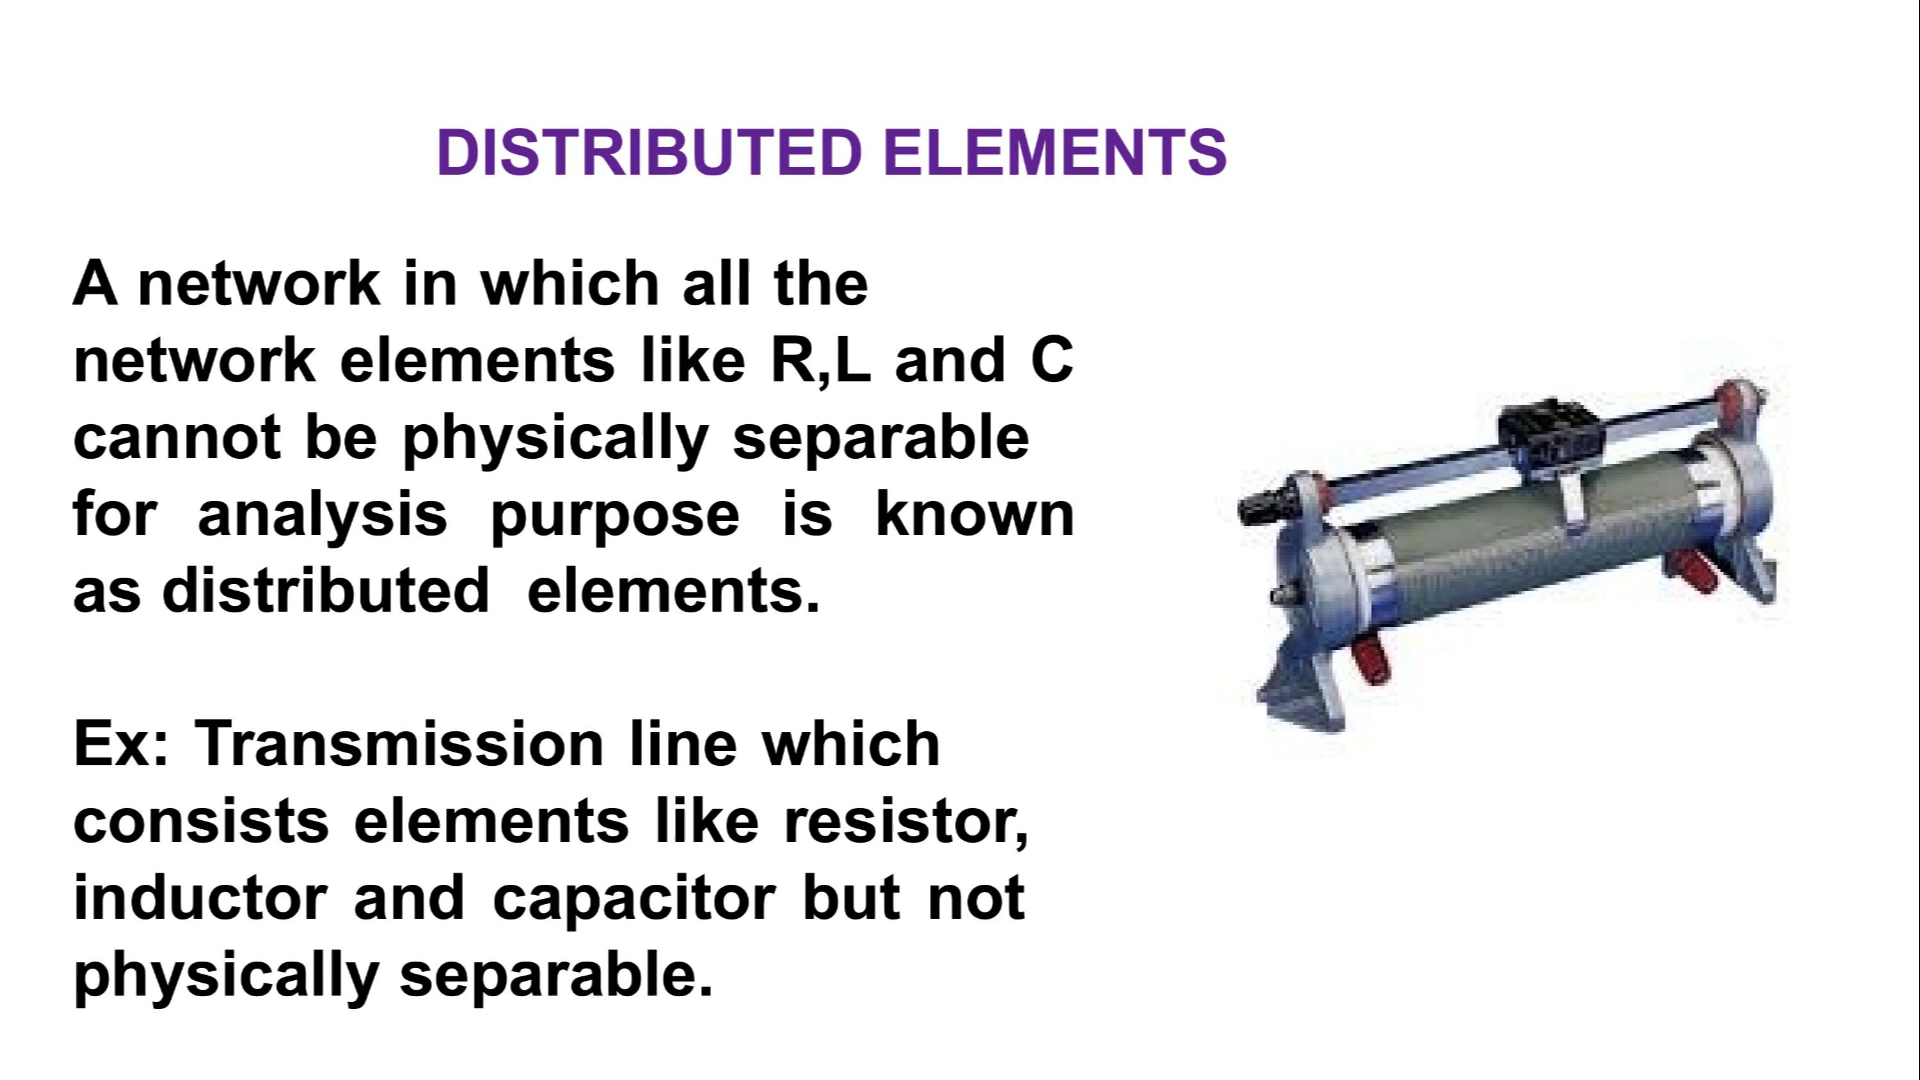 DISTRIBUTED ELEMENTS
A network in which all the
network elements like R,L and C
cannot be physically separable
for analysis purpose is known
as distributed elements.
Ex: Transmission line which
consists elements like resistor,
inductor and capacitor but not
physically separable.